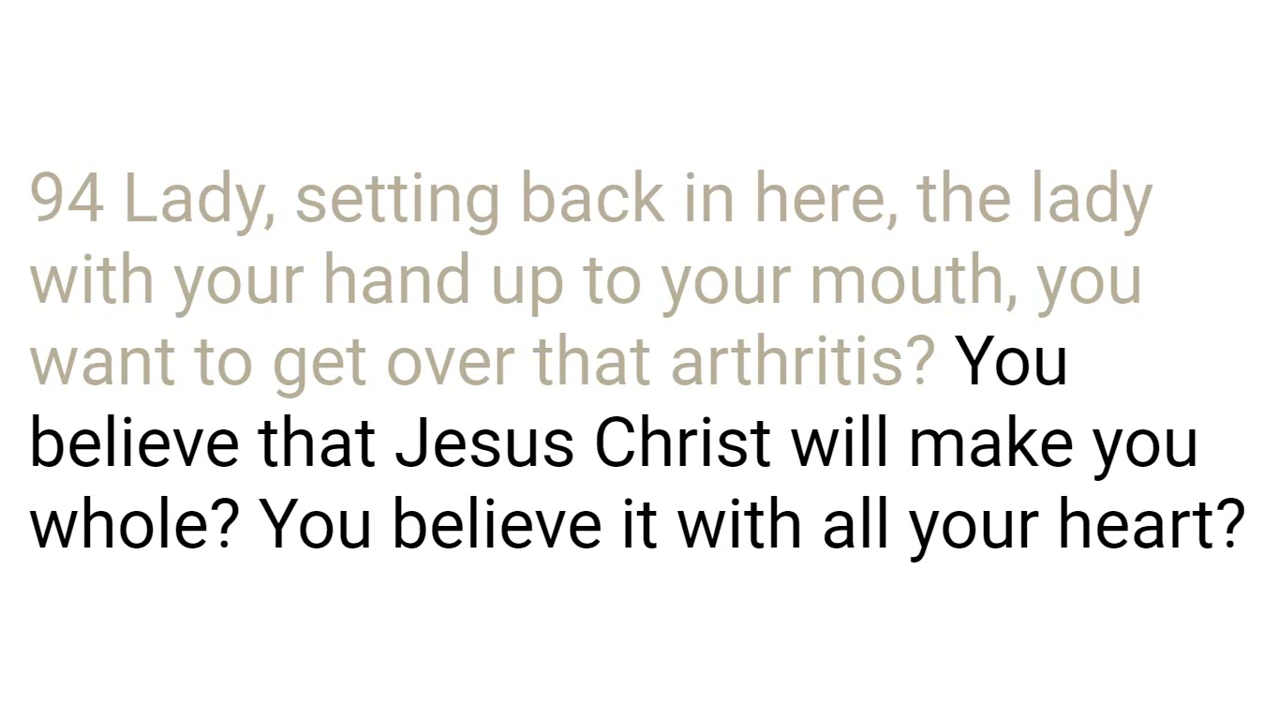 94 Lady, setting back in here, the lady
with your hand up to your mouth, you
want to get over that arthritis? You
believe that Jesus Christ will make you
whole? You believe it with all your heart?